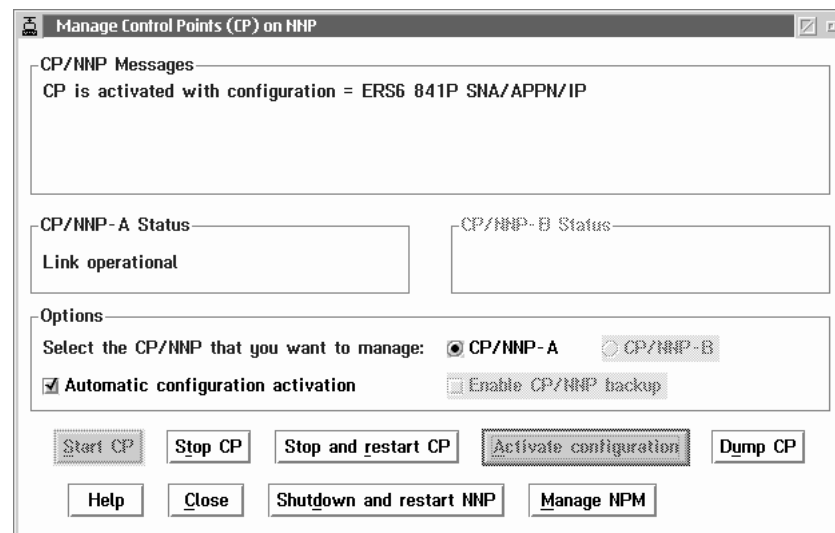 Manage Control Points (CP) on NNP
CP/NNP Messages
CP is activated with configuration = ERS6 841P SNA/APPN/IP
CP/NNP-A Status
CP/NNP-B Status
Link operational
Options
Select the CP/NNP that you want to manage: CP/NNP-A CP/NNP-B
Automatic configuration activation Enable CP/NNP backup
Start CP Stop CP Stop and restart CP Activate configuration Dump CP
Help Close Shutdown and restart NNP Manage NPM